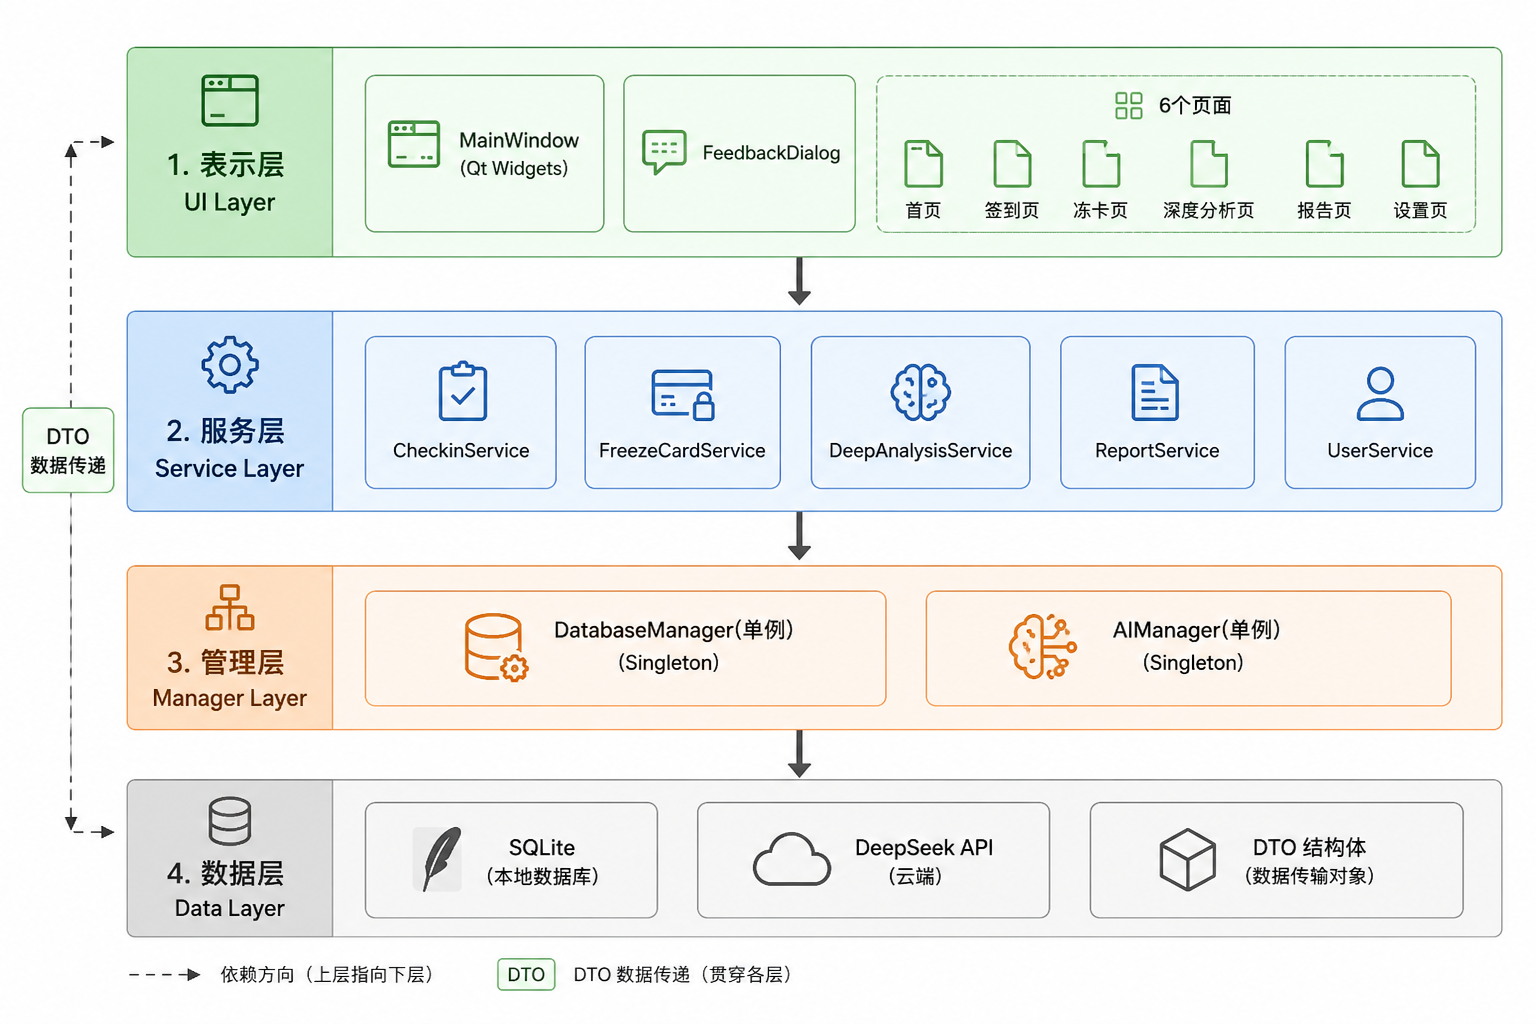 1. 表示层
UI Layer
MainWindow
(Qt Widgets)
FeedbackDialog
6个页面
首页
签到页
冻卡页
深度分析页
报告页
设置页
DTO
数据传递
2. 服务层
Service Layer
CheckinService
FreezeCardService
DeepAnalysisService
ReportService
UserService
3. 管理层
Manager Layer
DatabaseManager(单例)
(Singleton)
AIManager(单例)
(Singleton)
4. 数据层
Data Layer
SQLite
(本地数据库)
DeepSeek API
(云端)
DTO 结构体
(数据传输对象)
依赖方向（上层指向下层）
DTO
DTO 数据传递（贯穿各层）